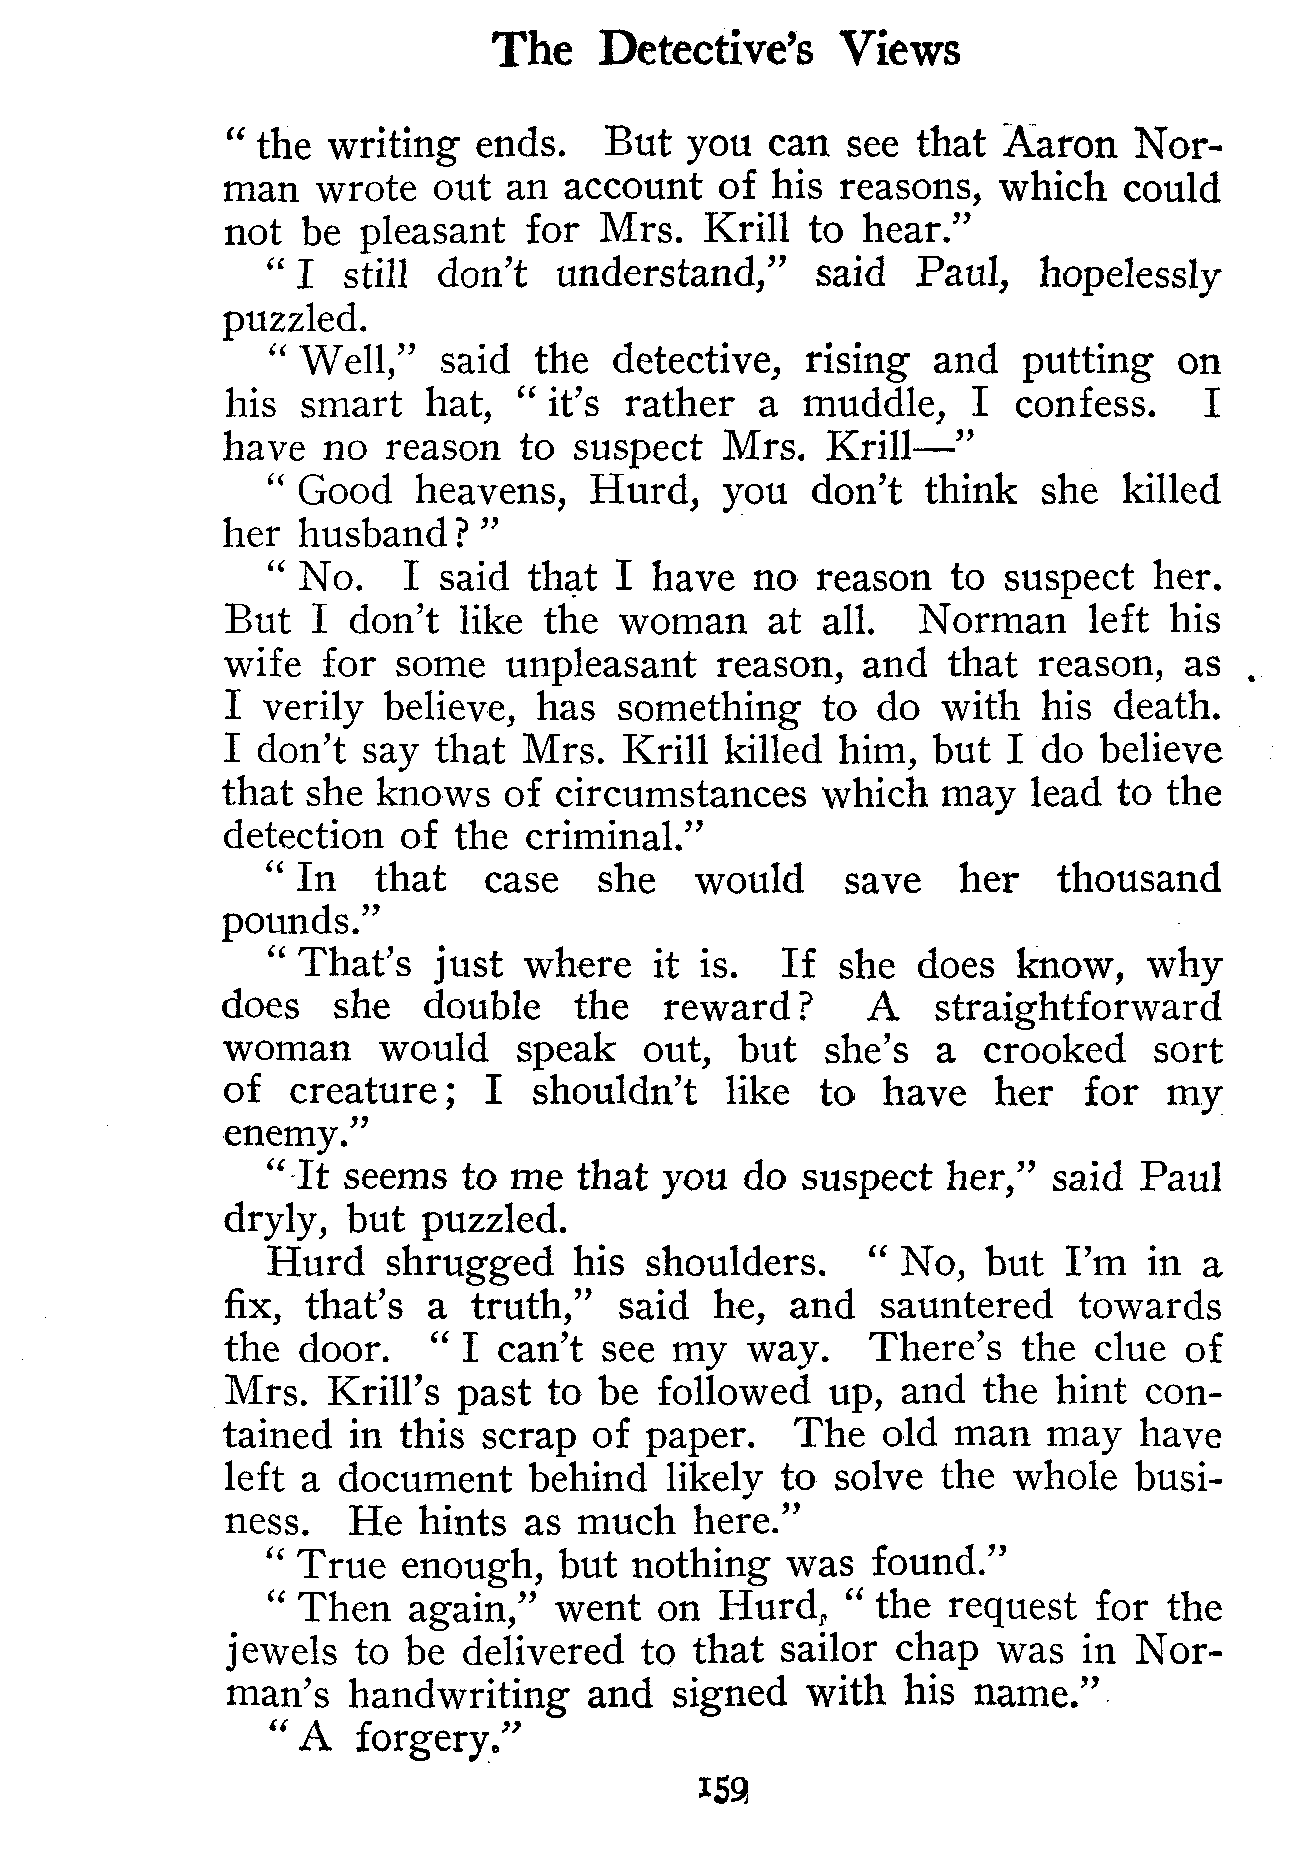 The Detective's Views
“ the writing ends. But you can see that Aaron Nor-
man wrote out an account of his reasons, which could
not be pleasant for Mrs. Krill to hear.”
“ I still don't understand,” said Paul, hopelessly
puzzled.
“ Well,” said the detective, rising and putting on
his smart hat, “ it's rather a muddle, I confess. I
have no reason to suspect Mrs. Krill—”
“ Good heavens, Hurd, you don't think she killed
her husband? ”
“ No. I said that I have no reason to suspect her.
But I don't like the woman at all. Norman left his
wife for some unpleasant reason, and that reason, as
I verily believe, has something to do with his death.
I don't say that Mrs. Krill killed him, but I do believe
that she knows of circumstances which may lead to the
detection of the criminal.”
“ In that case she would save her thousand
pounds.”
“ That's just where it is. If she does know, why
does she double the reward? A straightforward
woman would speak out, but she's a crooked sort
of creature; I shouldn't like to have her for my
enemy.”
“ It seems to me that you do suspect her,” said Paul
dryly, but puzzled.
Hurd shrugged his shoulders. “ No, but I'm in a
fix, that's a truth,” said he, and sauntered towards
the door. “ I can't see my way. There's the clue of
Mrs. Krill's past to be followed up, and the hint con-
tained in this scrap of paper. The old man may have
left a document behind likely to solve the whole busi-
ness. He hints as much here.”
“ True enough, but nothing was found.”
“ Then again,” went on Hurd, “ the request for the
jewels to be delivered to that sailor chap was in Nor-
man's handwriting and signed with his name.”
“ A forgery.”
159